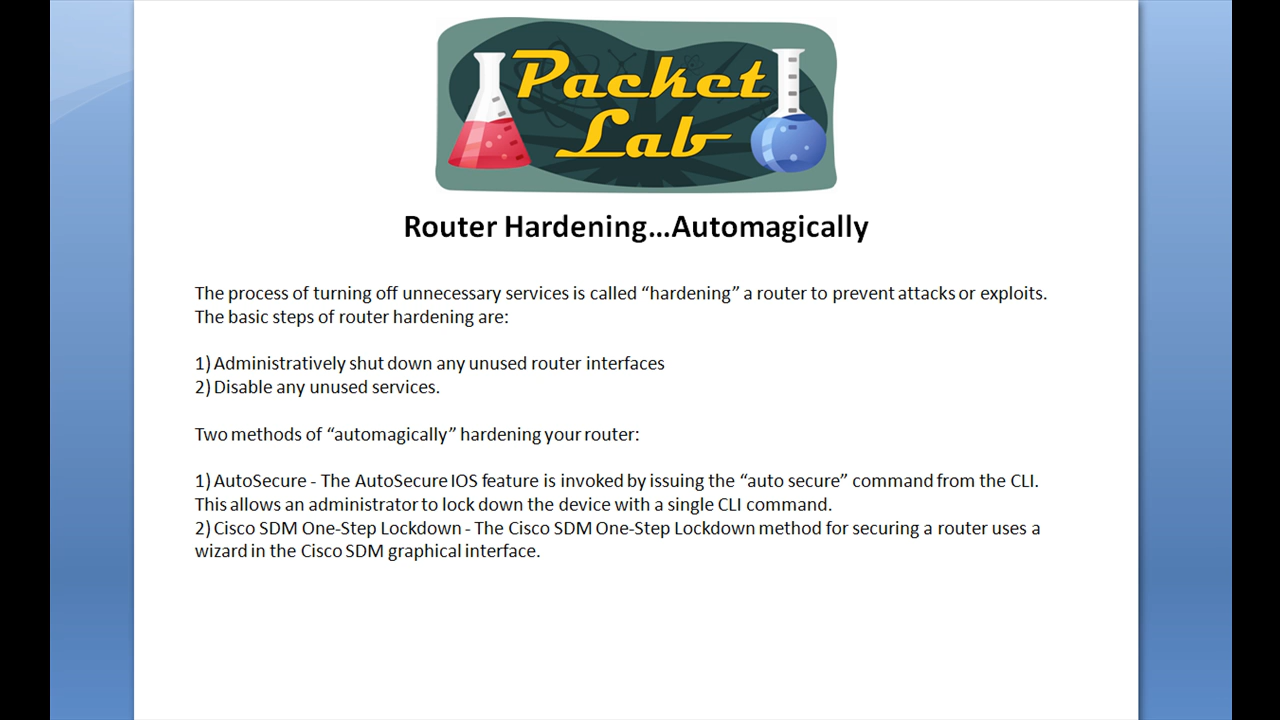 Packet
Lab
Router Hardening...Automagically
The process of turning off unnecessary services is called “hardening” a router to prevent attacks or exploits.
The basic steps of router hardening are:
1) Administratively shut down any unused router interfaces
2) Disable any unused services.
Two methods of “automagically” hardening your router:
1) AutoSecure - The AutoSecure IOS feature is invoked by issuing the “auto secure” command from the CLI.
This allows an administrator to lock down the device with a single CLI command.
2) Cisco SDM One-Step Lockdown - The Cisco SDM One-Step Lockdown method for securing a router uses a
wizard in the Cisco SDM graphical interface.